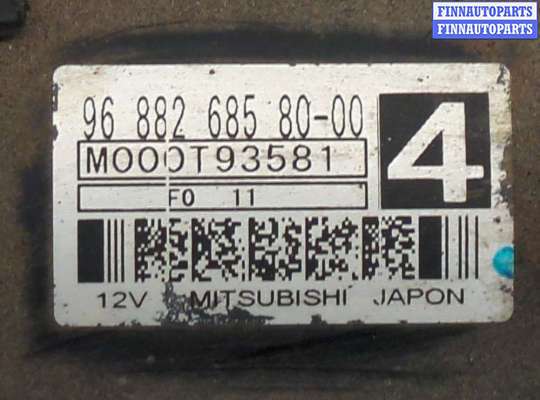 FINNAUTOPARTS
FINNAUTOPARTS
96 882 685 80-00
M000T93581
4
F0 11
12V MITSUBISHI JAPON